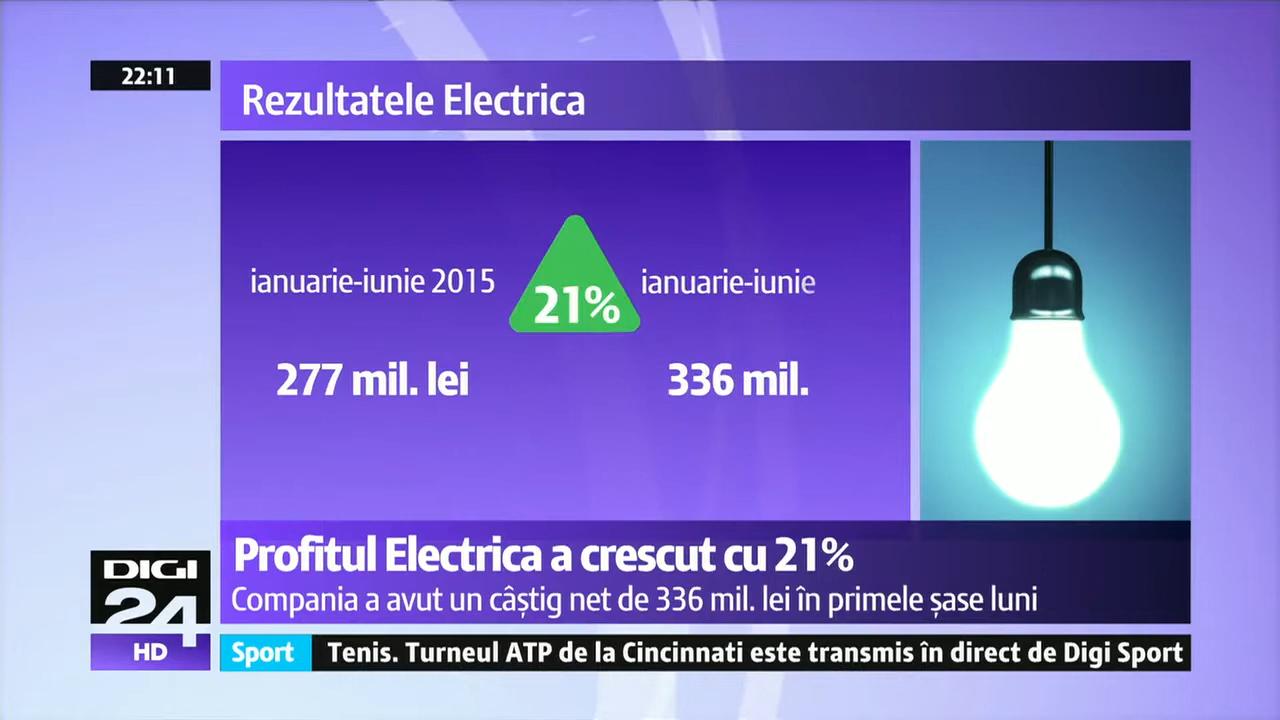 22:11
Rezultatele Electrica
ianuarie-iunie 2015
21%
ianuarie-iunie
277 mil. lei
336 mil.
Profitul Electrica a crescut cu 21%
Compania a avut un câștig net de 336 mil. lei în primele șase luni
DIGI
24
HD
Sport
Tenis. Turneul ATP de la Cincinnati este transmis în direct de Digi Sport